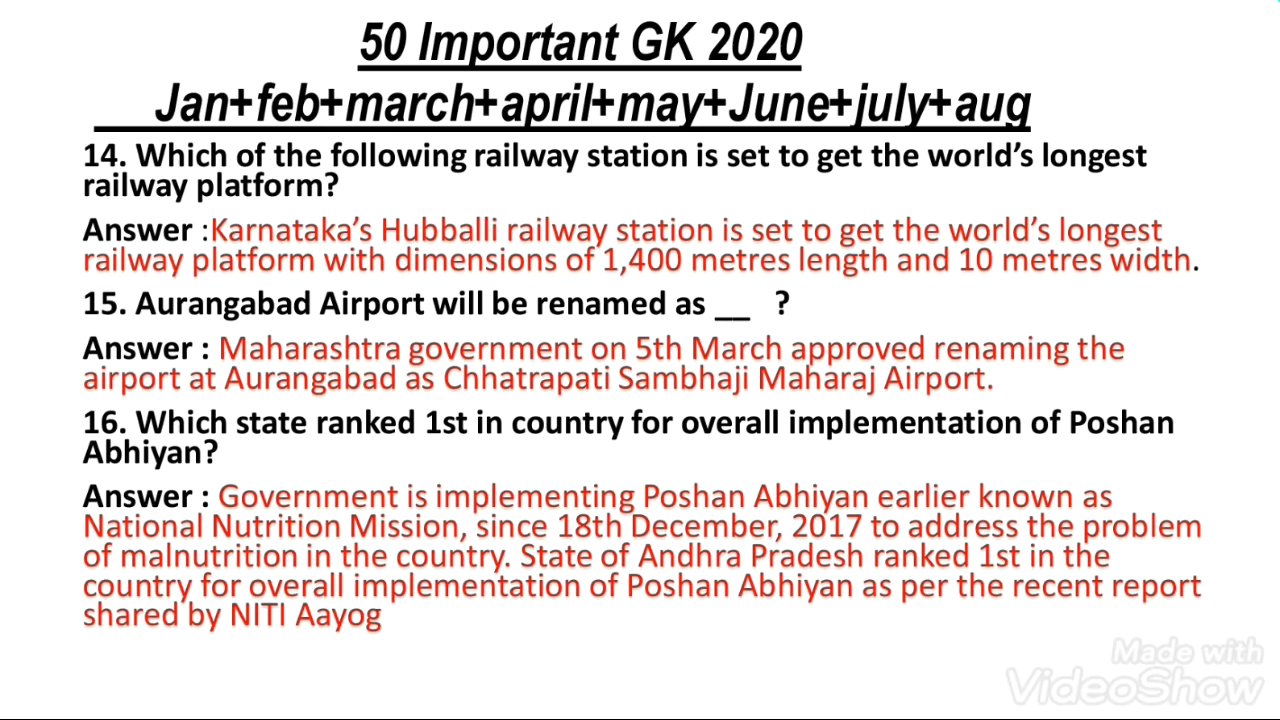 50 Important GK 2020
Jan+feb+march+april+may+June+july+aug
14. Which of the following railway station is set to get the world’s longest
railway platform?
Answer :Karnataka’s Hubballi railway station is set to get the world’s longest
railway platform with dimensions of 1,400 metres length and 10 metres width.
15. Aurangabad Airport will be renamed as __ ?
Answer : Maharashtra government on 5th March approved renaming the
airport at Aurangabad as Chhatrapati Sambhaji Maharaj Airport.
16. Which state ranked 1st in country for overall implementation of Poshan
Abhiyan?
Answer : Government is implementing Poshan Abhiyan earlier known as
National Nutrition Mission, since 18th December, 2017 to address the problem
of malnutrition in the country. State of Andhra Pradesh ranked 1st in the
country for overall implementation of Poshan Abhiyan as per the recent report
shared by NITI Aayog
Made with
VideoShow